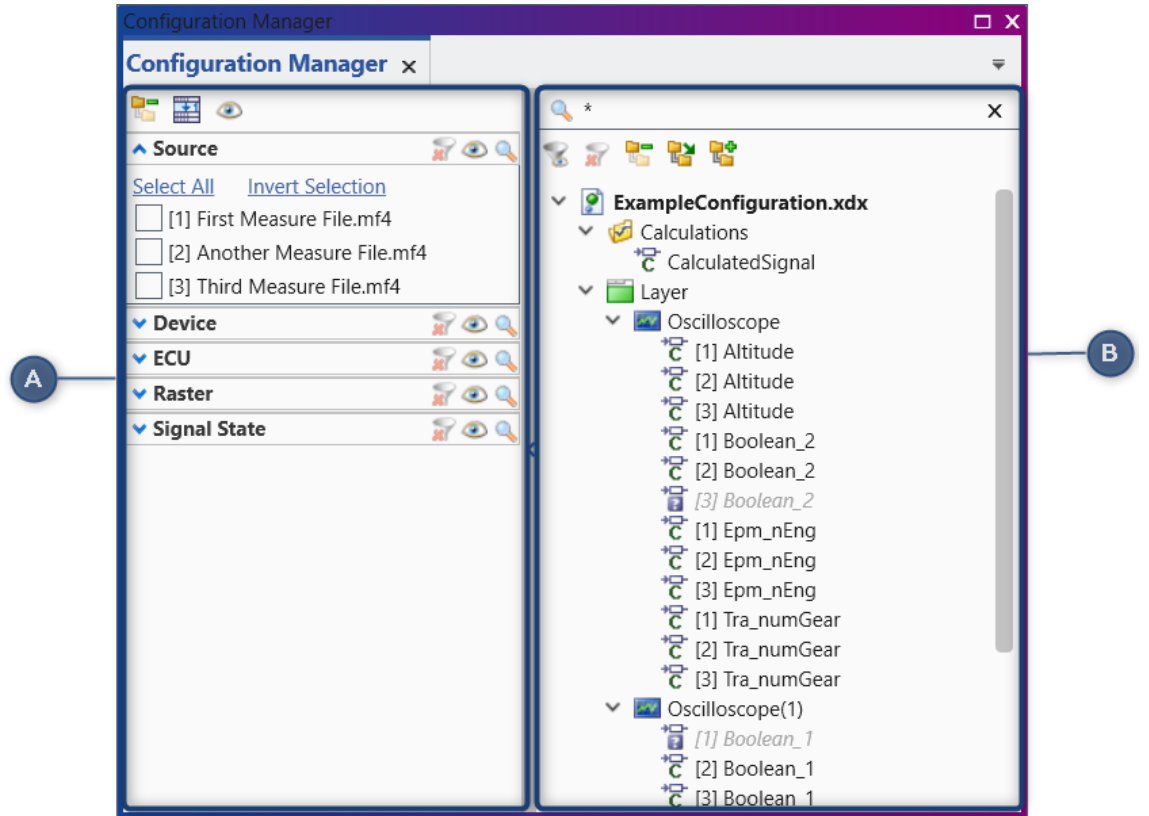 Configuration Manager
Configuration Manager
*
Source
Select All Invert Selection
[1] First Measure File.mf4
[2] Another Measure File.mf4
[3] Third Measure File.mf4
Device
ECU
Raster
Signal State
A
ExampleConfiguration.xdx
Calculations
C CalculatedSignal
Layer
Oscilloscope
C [1] Altitude
C [2] Altitude
C [3] Altitude
C [1] Boolean_2
C [2] Boolean_2
? [3] Boolean_2
C [1] Epm_nEng
C [2] Epm_nEng
C [3] Epm_nEng
C [1] Tra_numGear
C [2] Tra_numGear
C [3] Tra_numGear
Oscilloscope(1)
? [1] Boolean_1
C [2] Boolean_1
C [3] Boolean_1
B